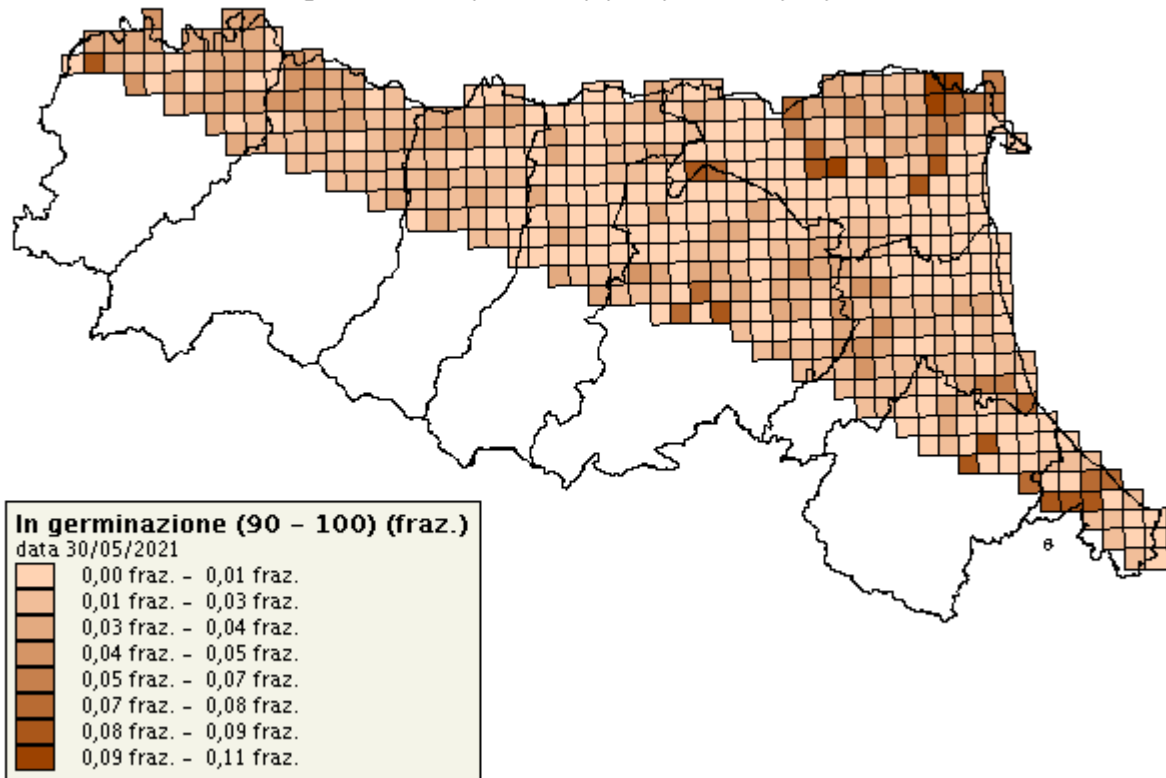 In germinazione (90 – 100) (fraz.)
data 30/05/2021
0,00 fraz. – 0,01 fraz.
0,01 fraz. – 0,03 fraz.
0,03 fraz. – 0,04 fraz.
0,04 fraz. – 0,05 fraz.
0,05 fraz. – 0,07 fraz.
0,07 fraz. – 0,08 fraz.
0,08 fraz. – 0,09 fraz.
0,09 fraz. – 0,11 fraz.